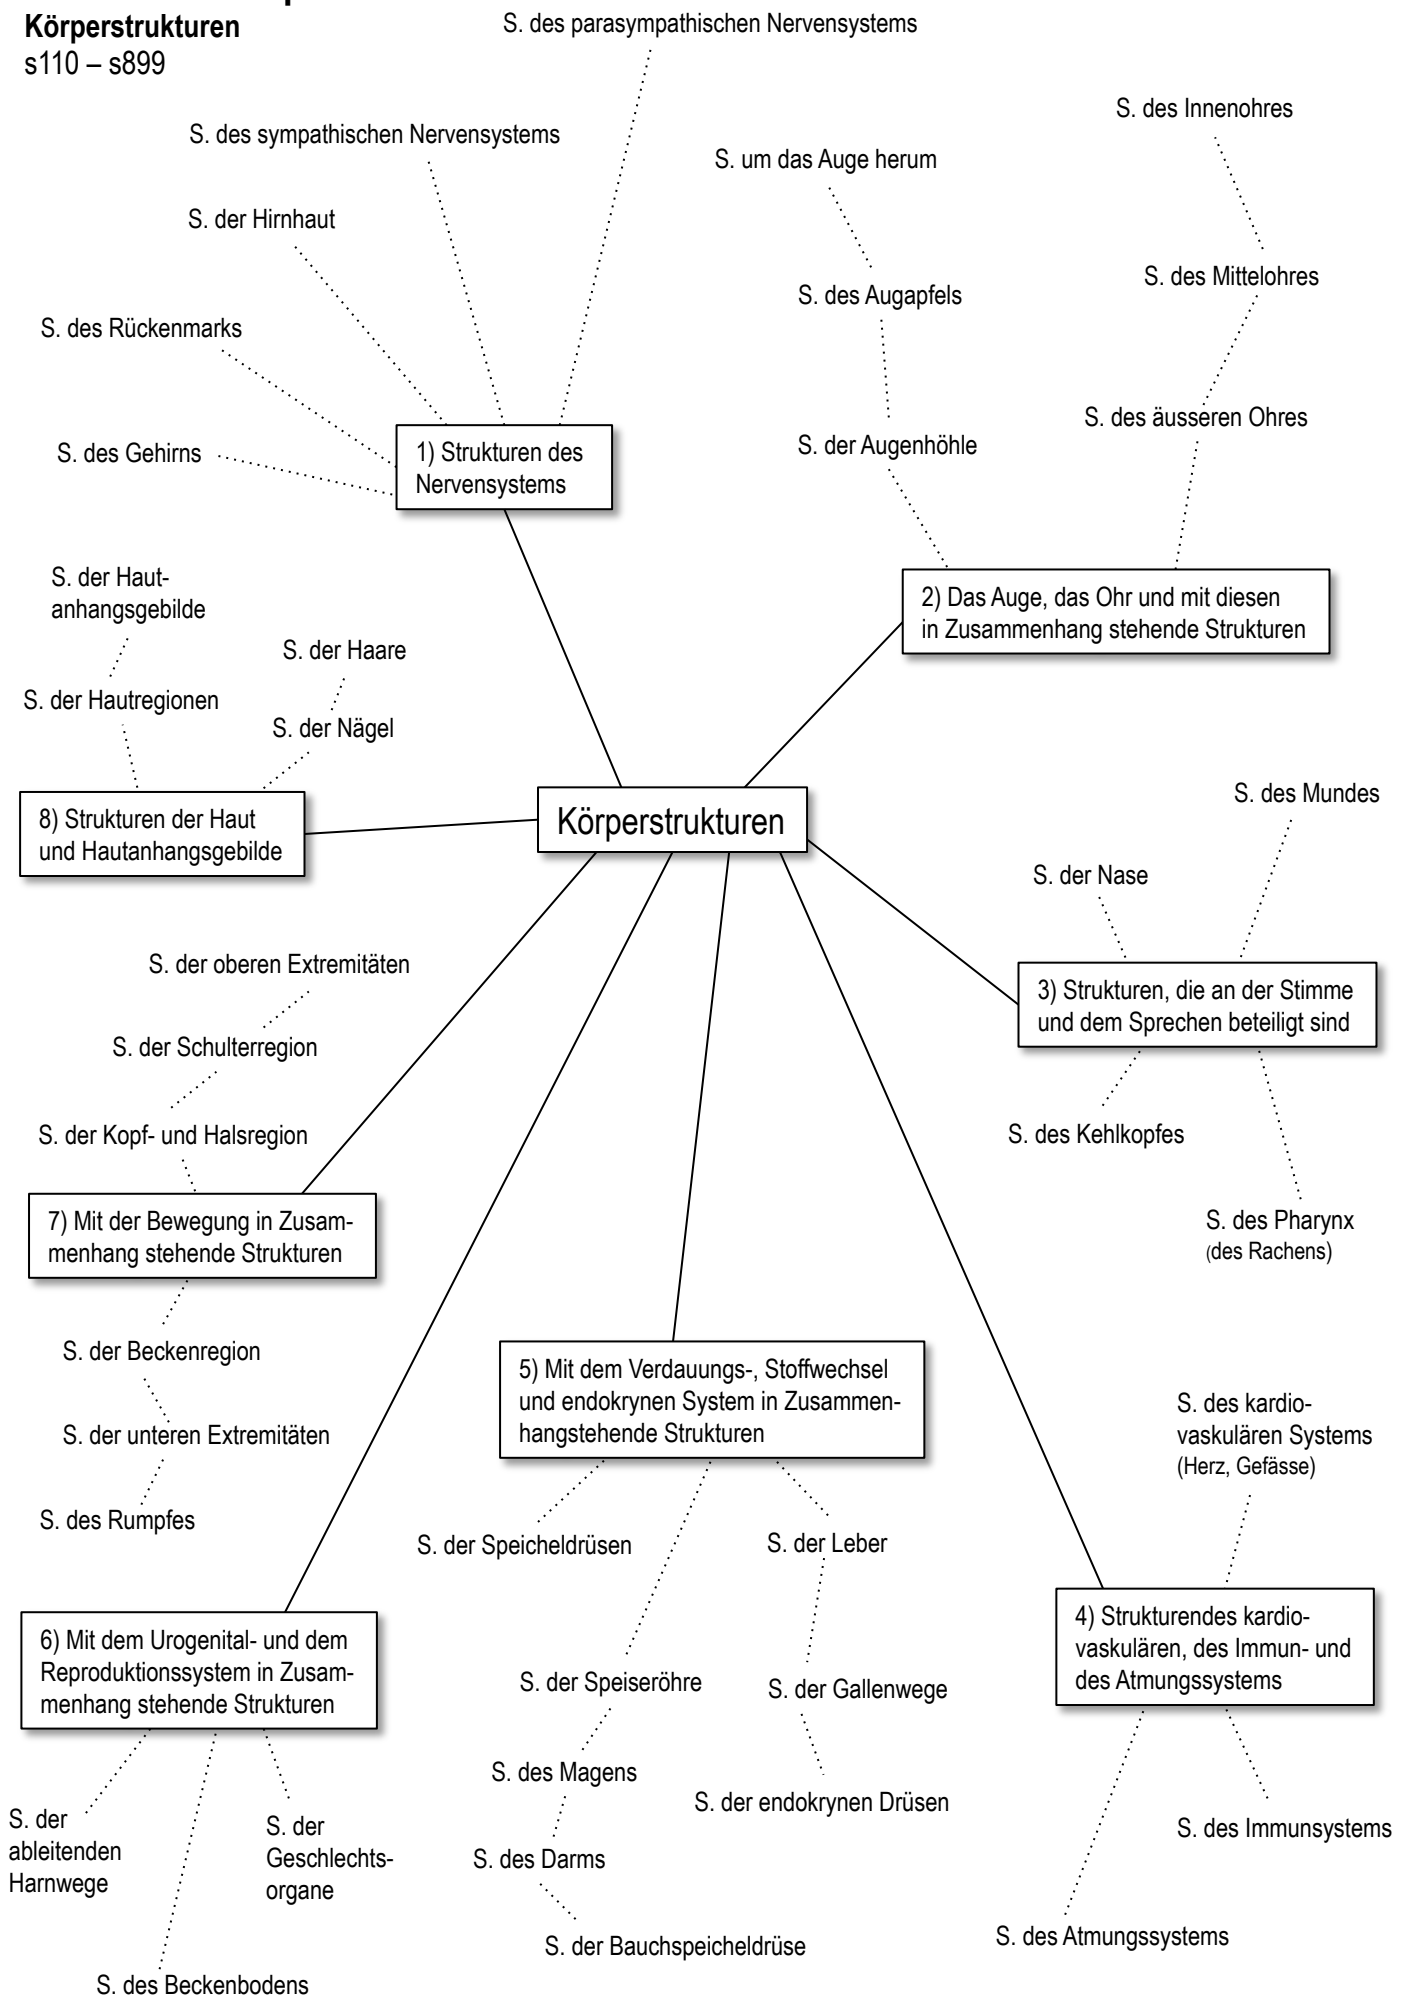 Körperstrukturen
s110 – s899
S. des parasympathischen Nervensystems
S. des sympathischen Nervensystems
S. der Hirnhaut
S. des Rückenmarks
S. des Gehirns
1) Strukturen des
Nervensystems
S. des Innenohres
S. um das Auge herum
S. des Mittelohres
S. des Augapfels
S. des äusseren Ohres
S. der Augenhöhle
2) Das Auge, das Ohr und mit diesen
in Zusammenhang stehende Strukturen
S. der Haut-
anhangsgebilde
S. der Haare
S. der Hautregionen
S. der Nägel
8) Strukturen der Haut
und Hautanhangsgebilde
Körperstrukturen
S. des Mundes
S. der Nase
3) Strukturen, die an der Stimme
und dem Sprechen beteiligt sind
S. des Kehlkopfes
S. des Pharynx
(des Rachens)
S. der oberen Extremitäten
S. der Schulterregion
S. der Kopf- und Halsregion
7) Mit der Bewegung in Zusam-
menhang stehende Strukturen
S. der Beckenregion
S. der unteren Extremitäten
S. des Rumpfes
5) Mit dem Verdauungs-, Stoffwechsel
und endokrynen System in Zusammen-
hangstehende Strukturen
S. der Speicheldrüsen
S. der Leber
S. der Speiseröhre
S. der Gallenwege
S. des Magens
S. der endokrynen Drüsen
S. des Darms
S. der Bauchspeicheldrüse
S. des kardio-
vaskulären Systems
(Herz, Gefässe)
4) Strukturendes kardio-
vaskulären, des Immun- und
des Atmungssystems
S. des Immunsystems
S. des Atmungssystems
6) Mit dem Urogenital- und dem
Reproduktionssystem in Zusam-
menhang stehende Strukturen
S. der
ableitenden
Harnwege
S. der
Geschlechts-
organe
S. des Beckenbodens